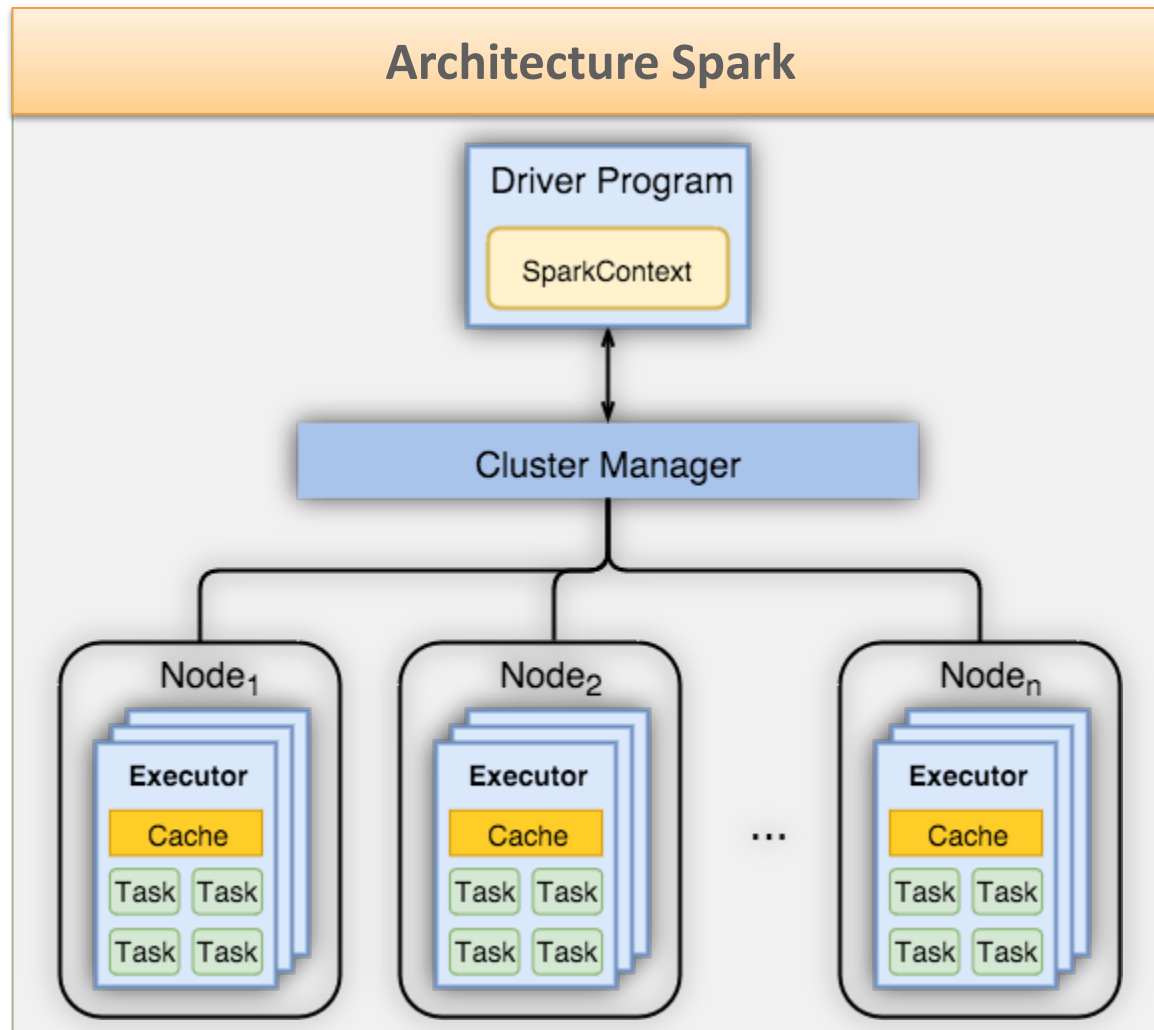 Architecture Spark
Driver Program
SparkContext
Cluster Manager
Node1
Executor
Cache
Task Task
Task Task
Node2
Executor
Cache
Task Task
Task Task
...
Noden
Executor
Cache
Task Task
Task Task